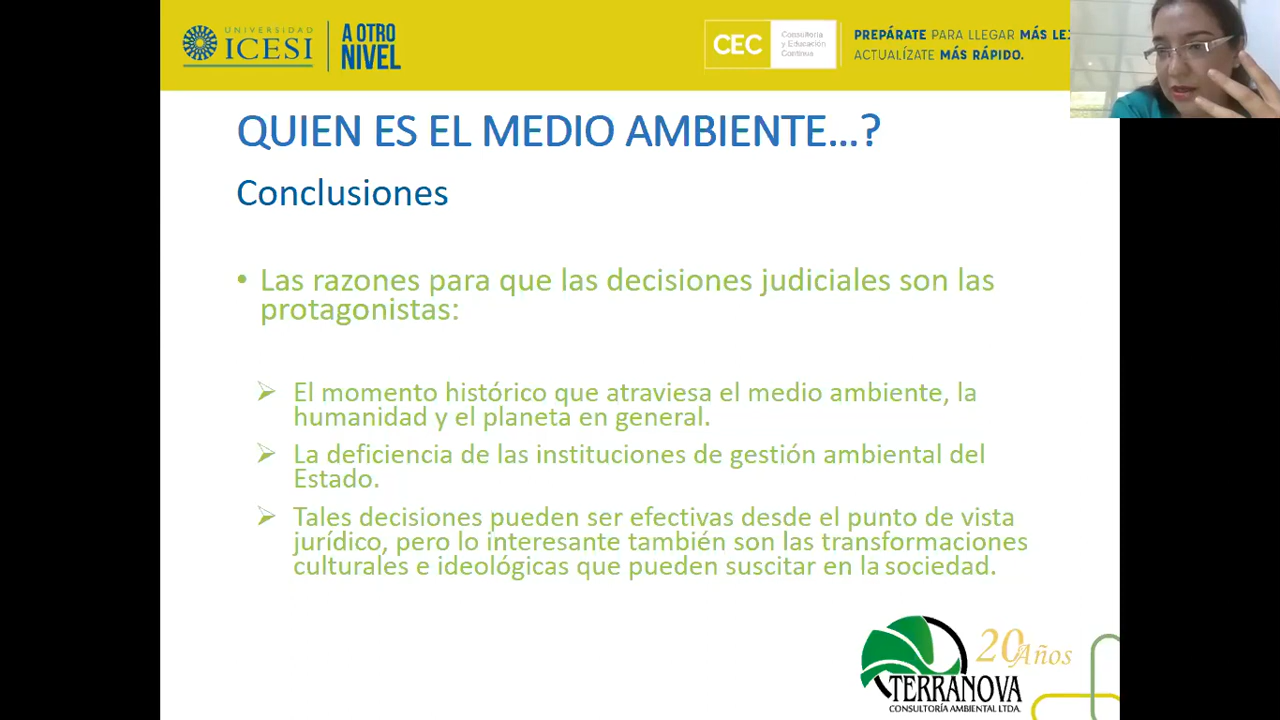 UNIVERSIDAD
ICESI
A OTRO
NIVEL
CEC
Consultoría
y Educación
Continua
PREPÁRATE PARA LLEGAR MÁS
ACTUALÍZATE MÁS RÁPIDO.
QUIEN ES EL MEDIO AMBIENTE...?
Conclusiones
• Las razones para que las decisiones judiciales son las
protagonistas:
El momento histórico que atraviesa el medio ambiente, la
humanidad y el planeta en general.
La deficiencia de las instituciones de gestión ambiental del
Estado.
Tales decisiones pueden ser efectivas desde el punto de vista
jurídico, pero lo interesante también son las transformaciones
culturales e ideológicas que pueden suscitar en la sociedad.
20 Años
TERRANOVA
CONSULTORÍA AMBIENTAL LTDA.